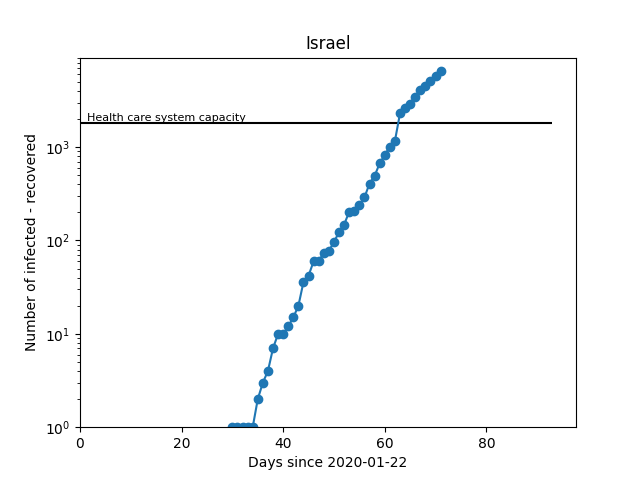 Israel
Health care system capacity
Number of infected - recovered
10³
10²
10¹
10⁰
0 20 40 60 80
Days since 2020-01-22